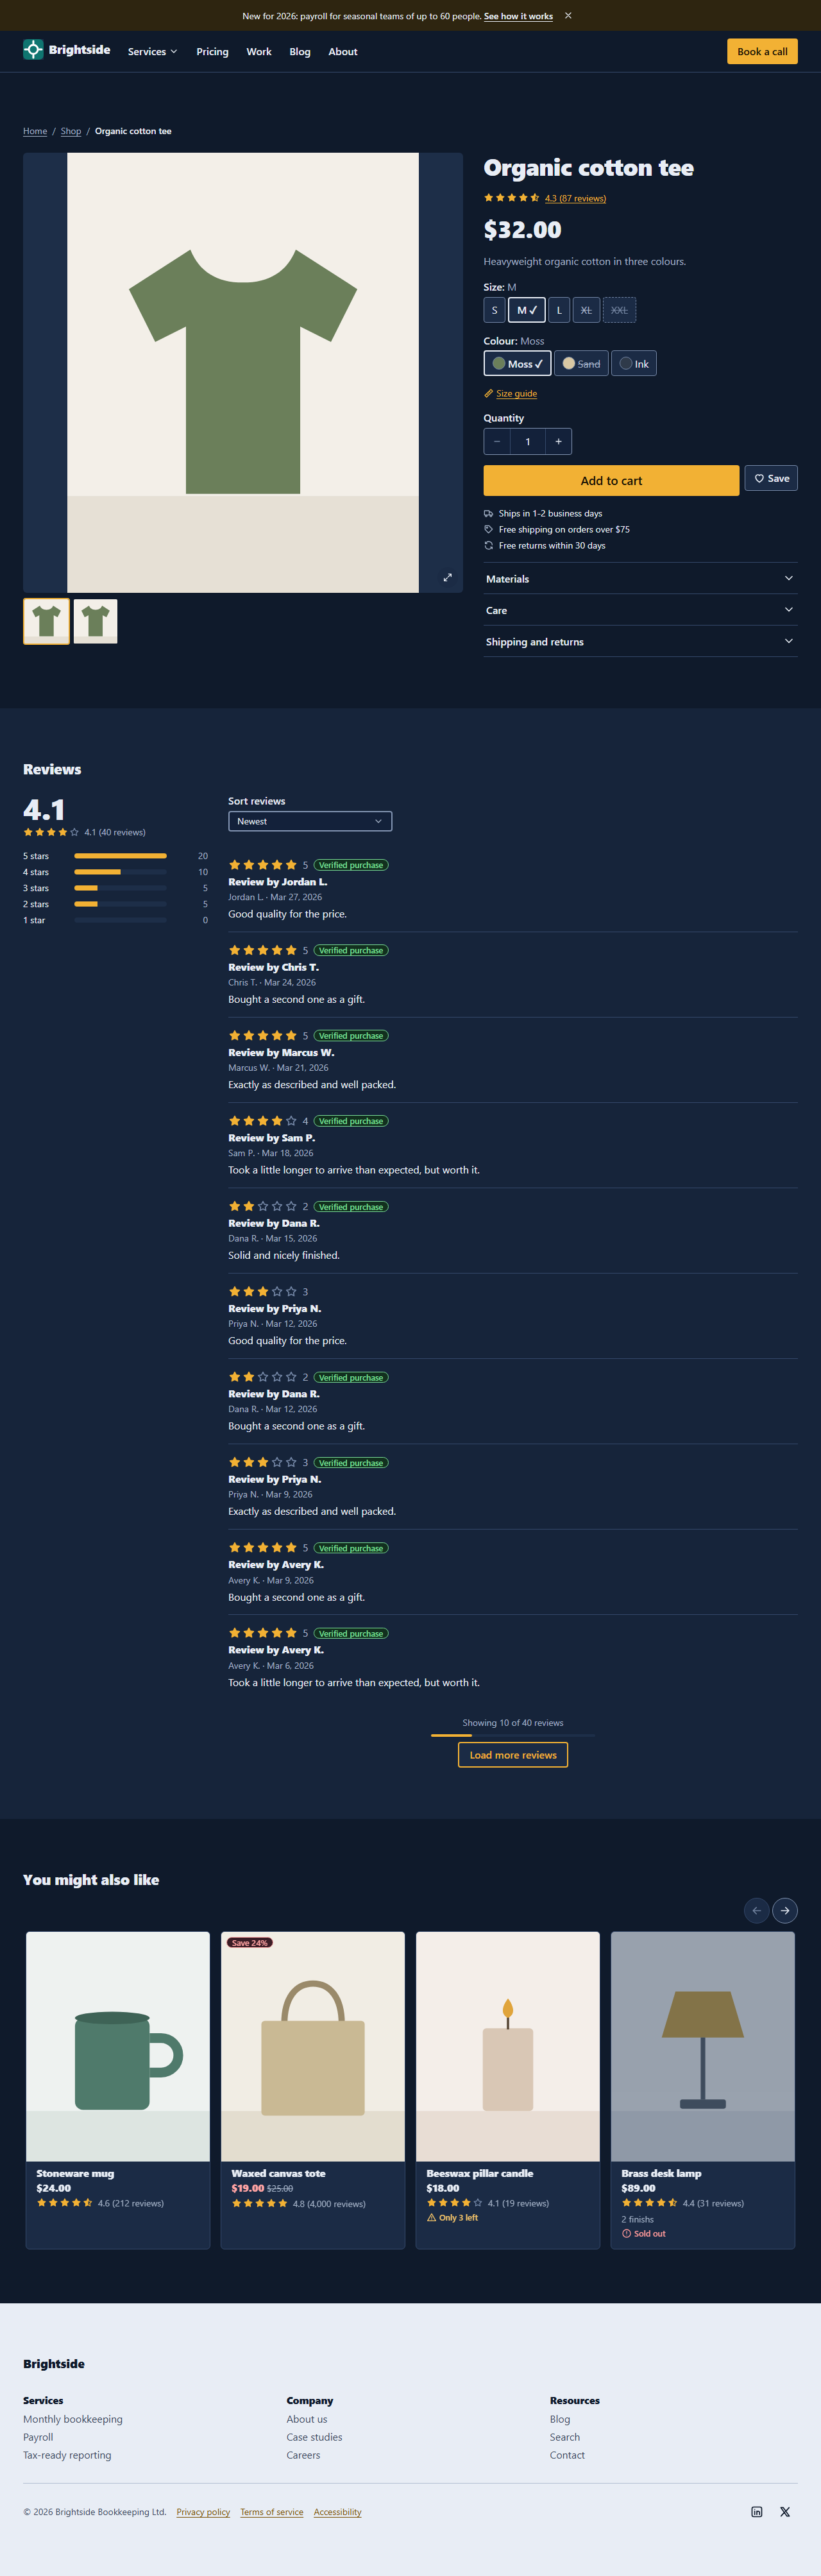 New for 2026: payroll for seasonal teams of up to 60 people. See how it works
Brightside
Services
Pricing
Work
Blog
About
Book a call
Home / Shop / Organic cotton tee
Organic cotton tee
4.3 (87 reviews)
$32.00
Heavyweight organic cotton in three colours.
Size: M
S
M ✓
L
XL
XXL
Colour: Moss
Moss ✓
Sand
Ink
Size guide
Quantity
− 1 +
Add to cart
Save
Ships in 1-2 business days
Free shipping on orders over $75
Free returns within 30 days
Materials
Care
Shipping and returns
Reviews
4.1
4.1 (40 reviews)
5 stars 20
4 stars 10
3 stars 5
2 stars 5
1 star 0
Sort reviews
Newest
5 Verified purchase
Review by Jordan L.
Jordan L. · Mar 27, 2026
Good quality for the price.
5 Verified purchase
Review by Chris T.
Chris T. · Mar 24, 2026
Bought a second one as a gift.
5 Verified purchase
Review by Marcus W.
Marcus W. · Mar 21, 2026
Exactly as described and well packed.
4 Verified purchase
Review by Sam P.
Sam P. · Mar 18, 2026
Took a little longer to arrive than expected, but worth it.
2 Verified purchase
Review by Dana R.
Dana R. · Mar 15, 2026
Solid and nicely finished.
3
Review by Priya N.
Priya N. · Mar 12, 2026
Good quality for the price.
2 Verified purchase
Review by Dana R.
Dana R. · Mar 12, 2026
Bought a second one as a gift.
3 Verified purchase
Review by Priya N.
Priya N. · Mar 9, 2026
Exactly as described and well packed.
5 Verified purchase
Review by Avery K.
Avery K. · Mar 9, 2026
Bought a second one as a gift.
5 Verified purchase
Review by Avery K.
Avery K. · Mar 6, 2026
Took a little longer to arrive than expected, but worth it.
Showing 10 of 40 reviews
Load more reviews
You might also like
Stoneware mug
$24.00
4.6 (212 reviews)
Save 24%
Waxed canvas tote
$19.00 $25.00
4.8 (4,000 reviews)
Beeswax pillar candle
$18.00
4.1 (19 reviews)
Only 3 left
Brass desk lamp
$89.00
4.4 (31 reviews)
2 finishs
Sold out
Brightside
Services
Monthly bookkeeping
Payroll
Tax-ready reporting
Company
About us
Case studies
Careers
Resources
Blog
Search
Contact
© 2026 Brightside Bookkeeping Ltd.
Privacy policy
Terms of service
Accessibility